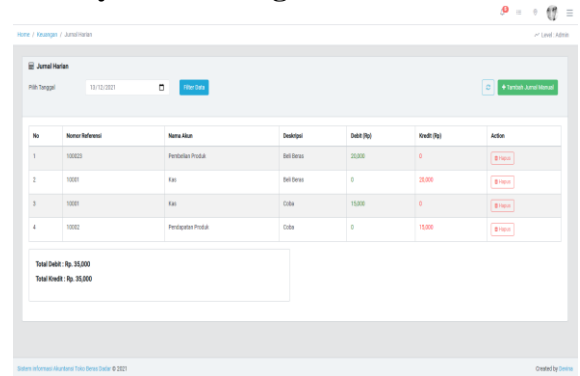 Home / Keuangan / Jurnal Harian
Level : Admin
Jurnal Harian
Pilih Tanggal 13/12/2021 Filter Data + Tambah Jurnal Manual
No Nomor Referensi Nama Akun Deskripsi Debit (Rp) Kredit (Rp) Action
1 100020 Pembelian Produk Beli Beras 20,000 0 Hapus
2 10001 Kas Beli Beras 0 20,000 Hapus
3 10001 Kas Coba 15,000 0 Hapus
4 10002 Pendapatan Produk Coba 0 15,000 Hapus
Total Debit : Rp. 35,000
Total Kredit : Rp. 35,000
Sistem Informasi Akuntansi Toko Beras Dadar © 2021 Created by